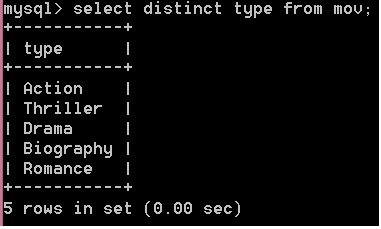 mysql> select distinct type from mov;
+-----------+
| type      |
+-----------+
| Action    |
| Thriller  |
| Drama     |
| Biography |
| Romance   |
+-----------+
5 rows in set (0.00 sec)